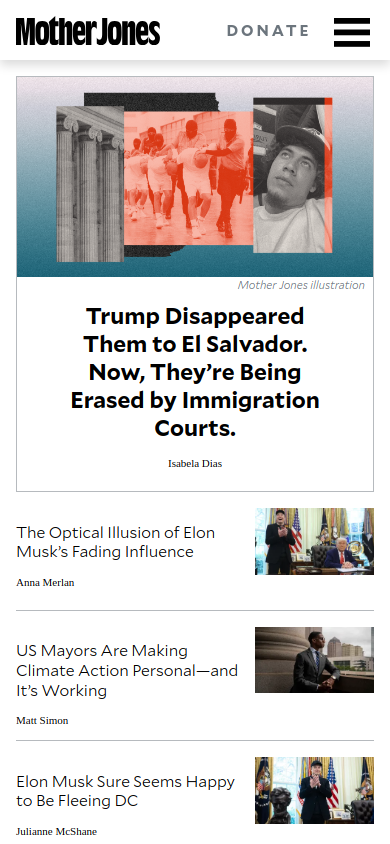 Mother Jones
DONATE
Mother Jones illustration
Trump Disappeared
Them to El Salvador.
Now, They’re Being
Erased by Immigration
Courts.
Isabela Dias
The Optical Illusion of Elon
Musk’s Fading Influence
Anna Merlan
US Mayors Are Making
Climate Action Personal—and
It’s Working
Matt Simon
Elon Musk Sure Seems Happy
to Be Fleeing DC
Julianne McShane